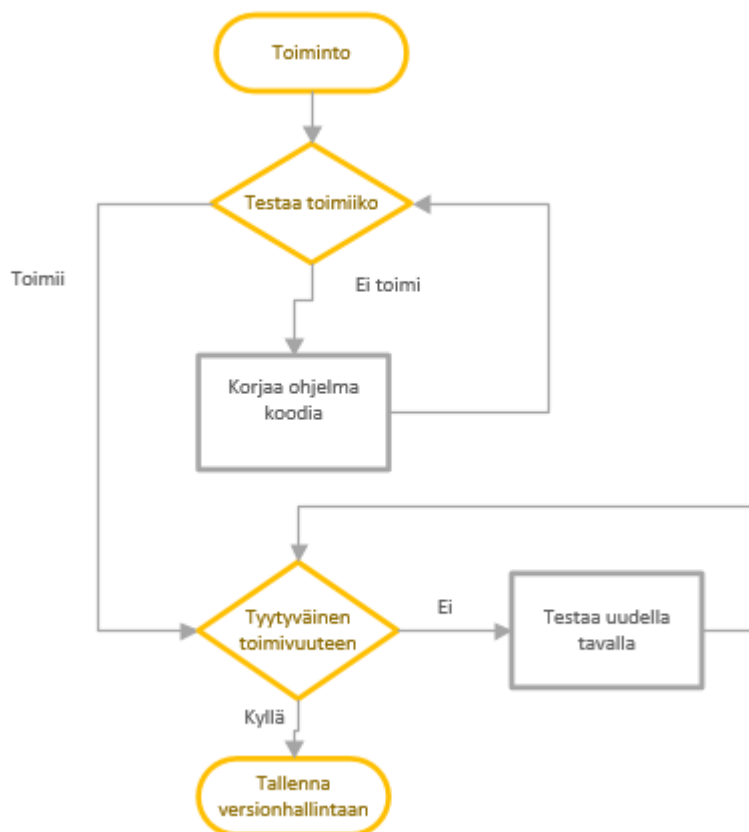 Toiminto
Testaa toimiiko
Toimii
Ei toimi
Korjaa ohjelma
koodia
Tyytyväinen
toimivuuteen
Ei
Testaa uudella
tavalla
Kyllä
Tallenna
versionhallintaan